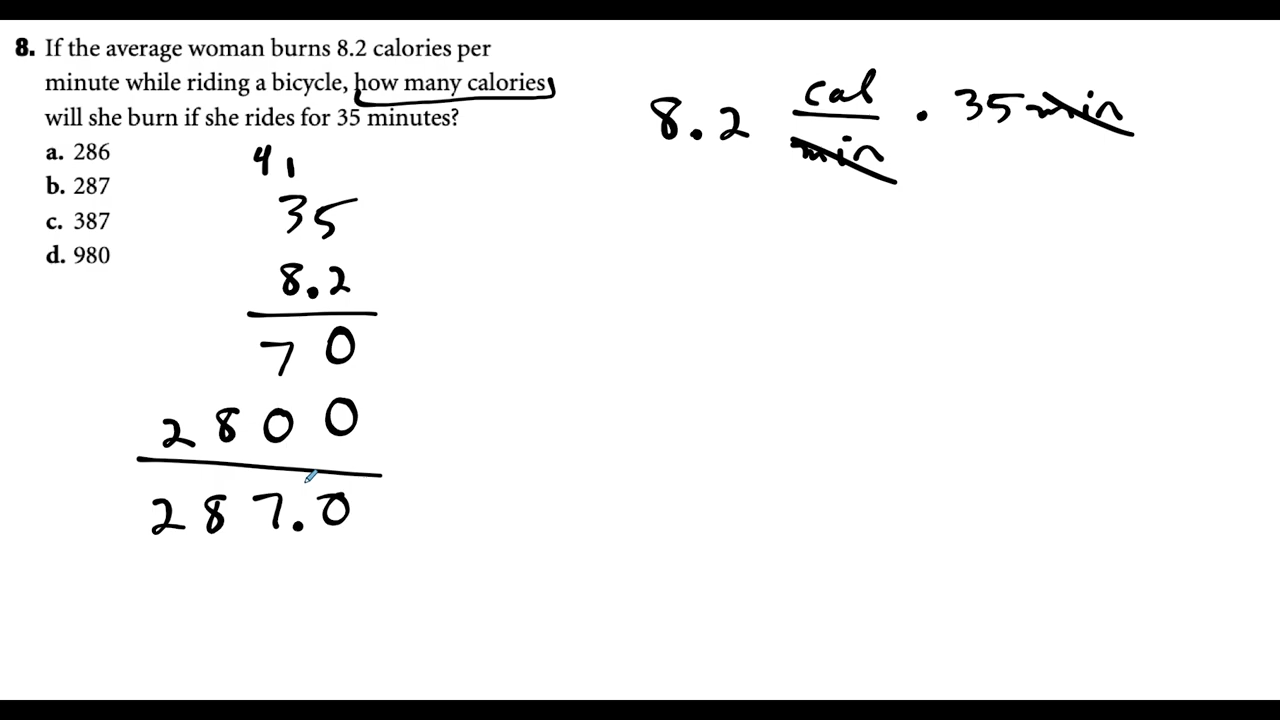 8. If the average woman burns 8.2 calories per
minute while riding a bicycle, how many calories
will she burn if she rides for 35 minutes?
a. 286
b. 287
c. 387
d. 980
4 1
35
8.2
70
2800
287.0
8.2 cal/min . 35 min